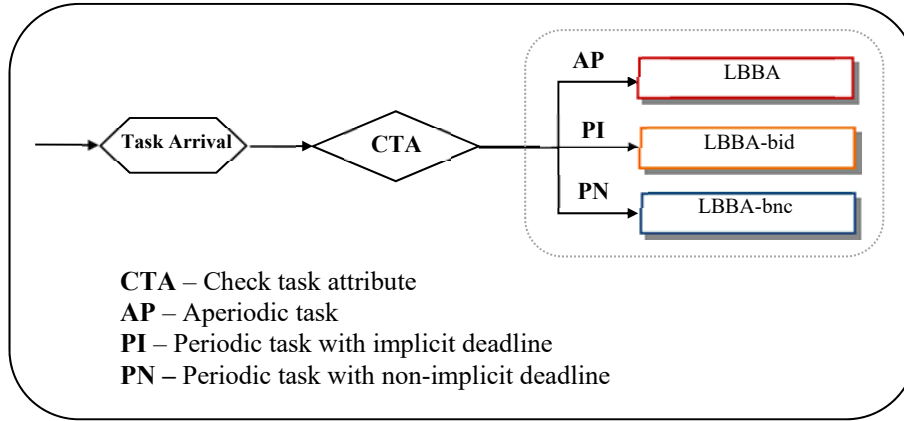 AP
LBBA
Task Arrival
CTA
PI
LBBA-bid
PN
LBBA-bnc
CTA – Check task attribute
AP – Aperiodic task
PI – Periodic task with implicit deadline
PN – Periodic task with non-implicit deadline